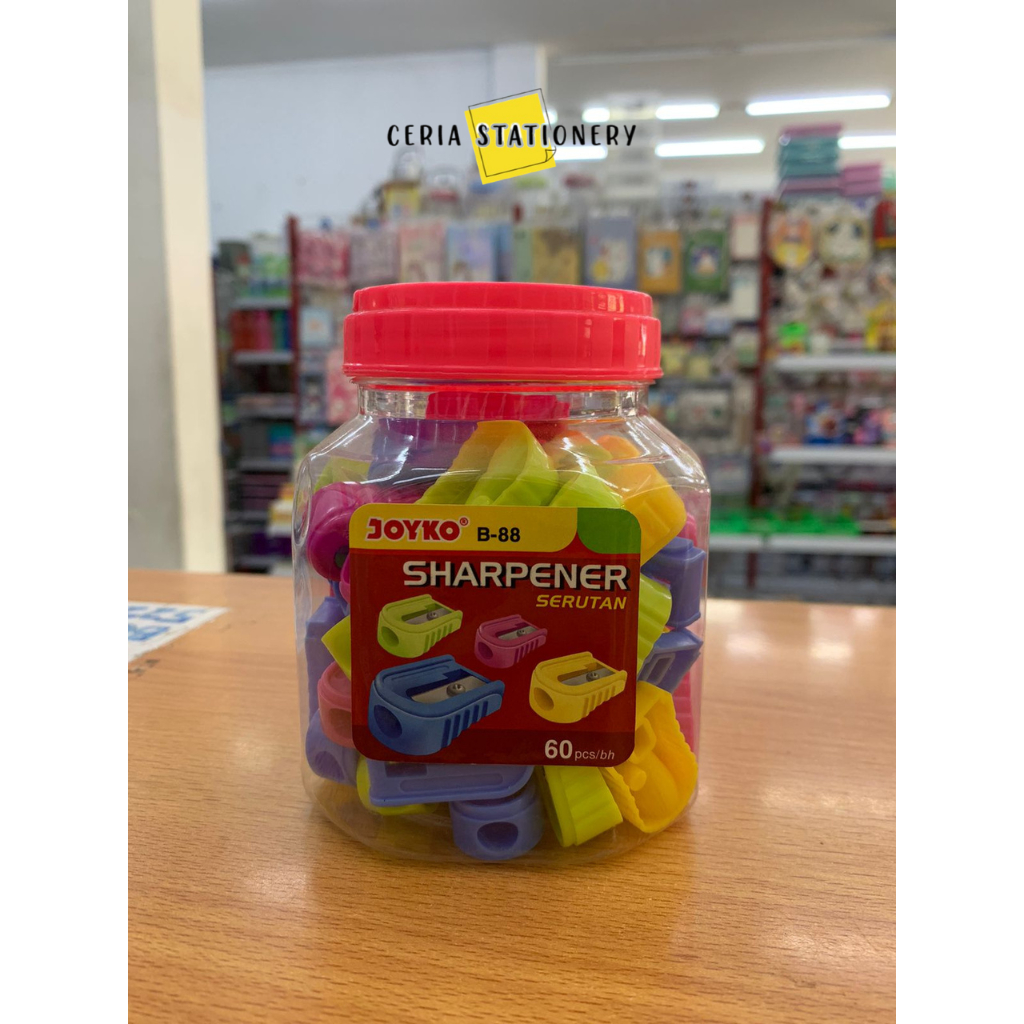 CERIA STATIONERY
JOYKO® B-88
SHARPENER
SERUTAN
60 pcs/bh